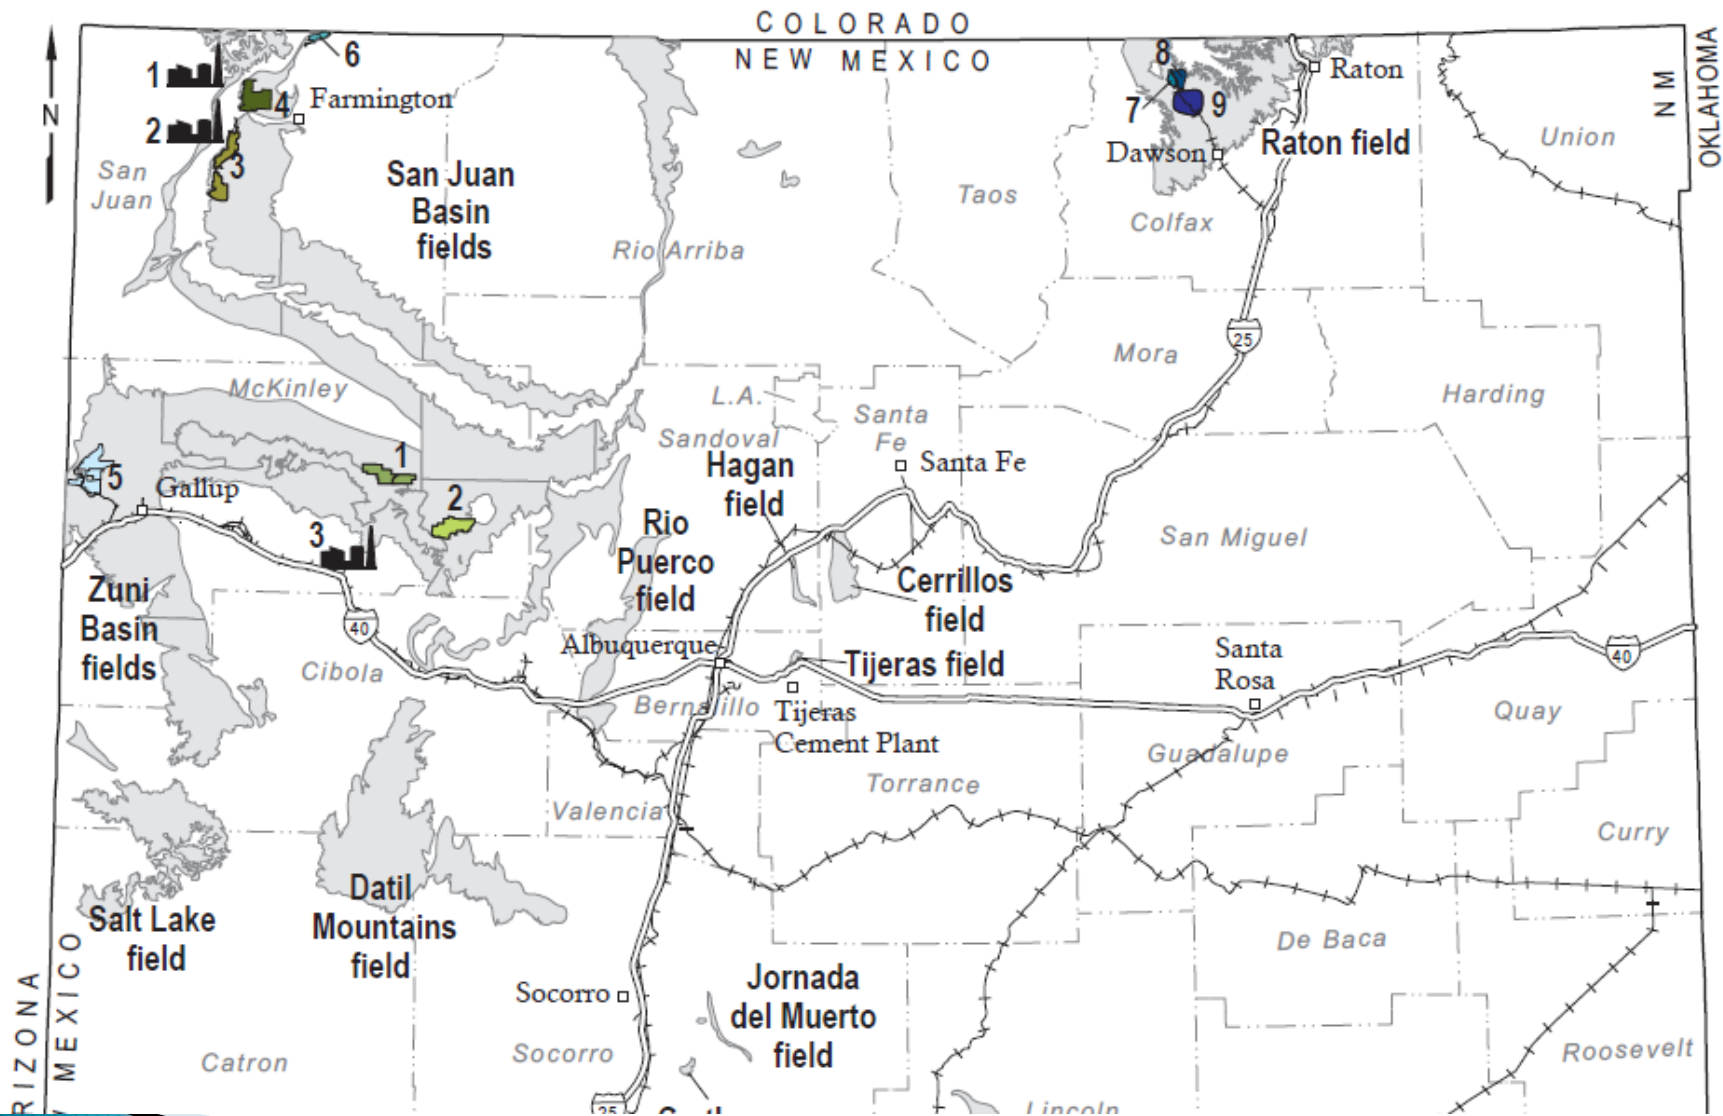 COLORADO
NEW MEXICO
N M
OKLAHOMA
N
1
6
4
Farmington
2
3
San
Juan
San Juan
Basin
fields
Rio Arriba
Taos
8
7
9
Raton
Dawson
Raton field
Colfax
Union
25
Mora
Harding
McKinley
L.A.
Santa
Fe
Sandoval
Hagan
field
Santa Fe
1
5
Gallup
2
3
Rio
Puerco
field
San Miguel
Zuni
Basin
fields
40
Cerrillos
field
Albuquerque
Tijeras field
Santa
Rosa
40
Cibola
Bernalillo
Tijeras
Cement Plant
Quay
Guadalupe
Torrance
Valencia
Curry
Datil
Mountains
field
Salt Lake
field
De Baca
Jornada
del Muerto
field
Socorro
Socorro
Catron
Roosevelt
25
Lincoln
RIZONA
MEXICO